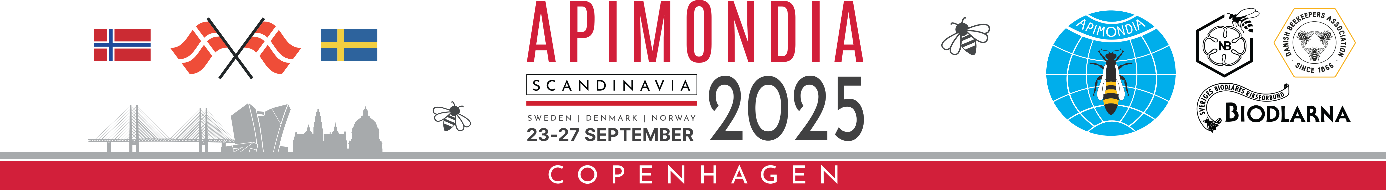 APIMONDIA
SCANDINAVIA
SWEDEN | DENMARK | NORWAY
23-27 SEPTEMBER
2025
COPENHAGEN
APIMONDIA
NB
DANISH BEEKEEPERS ASSOCIATION
· SINCE 1866 ·
SVERIGES BIODLARES RIKSFÖRBUND
BIODLARNA